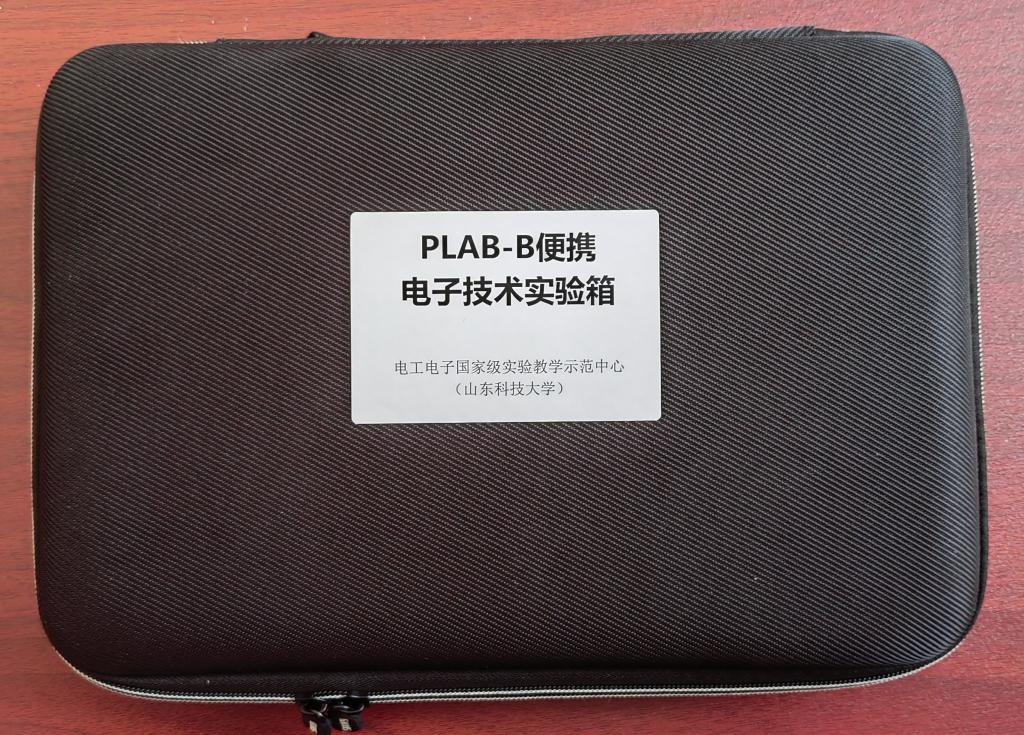 PLAB-B便携
电子技术实验箱
电工电子国家级实验教学示范中心
（山东科技大学）